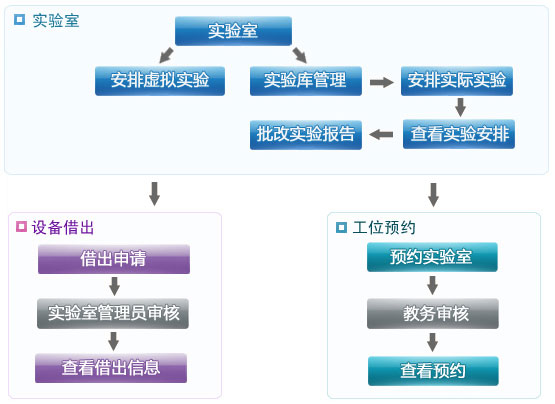 实验室
实验室
安排虚拟实验
实验库管理
安排实际实验
批改实验报告
查看实验安排
设备借出
借出申请
实验室管理员审核
查看借出信息
工位预约
预约实验室
教务审核
查看预约